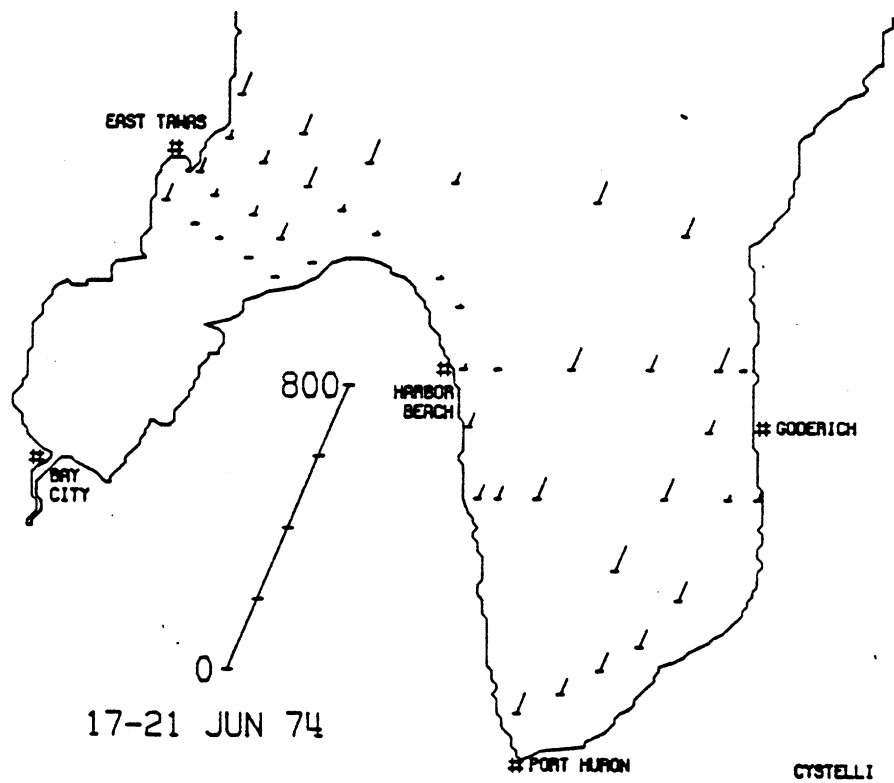 EAST TAWAS
#
800
#
HARBOR
BEACH
# GODERICH
#
BAY
CITY
0
17-21 JUN 74
# PORT HURON
CYSTELLI